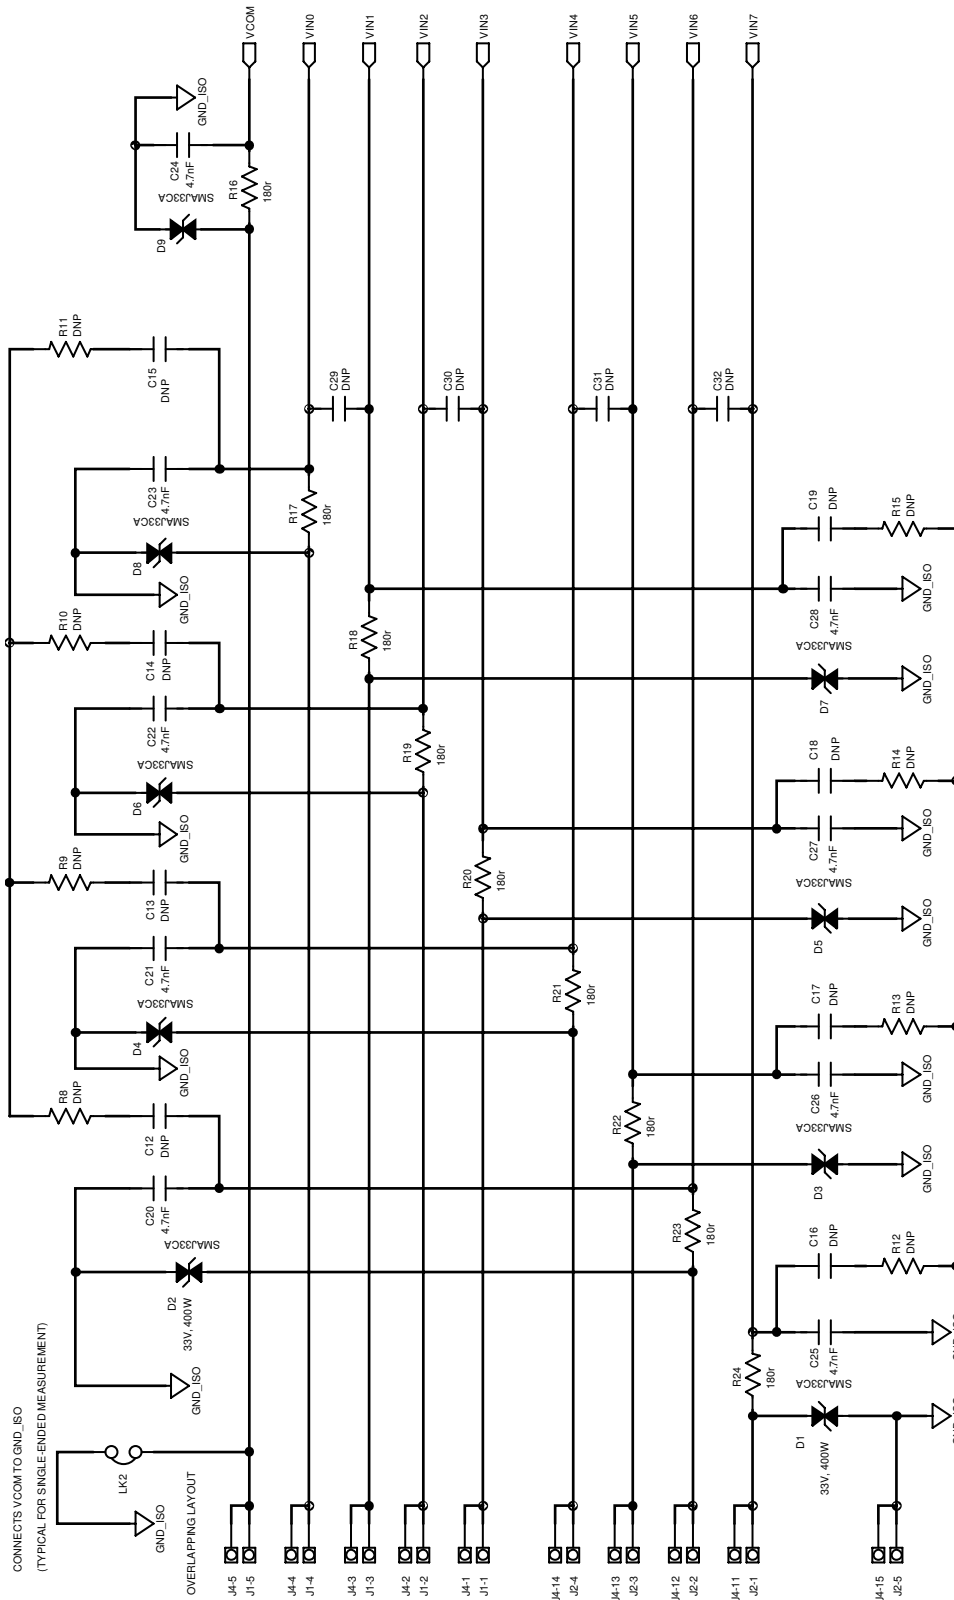 CONNECTS VCOM TO GND_ISO
(TYPICAL FOR SINGLE-ENDED MEASUREMENT)
LK2
GND_ISO
OVERLAPPING LAYOUT
J4-5
J1-5
J4-4
J1-4
J4-3
J1-3
J4-2
J1-2
J4-1
J1-1
J4-14
J2-4
J4-13
J2-3
J4-12
J2-2
J4-11
J2-1
J4-15
J2-5
GND_ISO
D2
33V, 400W
SMAJ33CA
C20
4.7nF
C12
DNP
R8
DNP
GND_ISO
D4
SMAJ33CA
C21
4.7nF
C13
DNP
R9
DNP
GND_ISO
D6
SMAJ33CA
C22
4.7nF
C14
DNP
R10
DNP
GND_ISO
D8
SMAJ33CA
C23
4.7nF
C15
DNP
R11
DNP
D9
SMAJ33CA
C24
4.7nF
GND_ISO
R16
180r
R17
180r
R18
180r
R19
180r
R20
180r
R21
180r
R22
180r
R23
180r
R24
180r
C29
DNP
C30
DNP
C31
DNP
C32
DNP
VCOM
VIN0
VIN1
VIN2
VIN3
VIN4
VIN5
VIN6
VIN7
D1
33V, 400W
SMAJ33CA
C25
4.7nF
C16
DNP
R12
DNP
D3
SMAJ33CA
GND_ISO
C26
4.7nF
GND_ISO
C17
DNP
R13
DNP
D5
SMAJ33CA
GND_ISO
C27
4.7nF
GND_ISO
C18
DNP
R14
DNP
D7
SMAJ33CA
GND_ISO
C28
4.7nF
GND_ISO
C19
DNP
R15
DNP